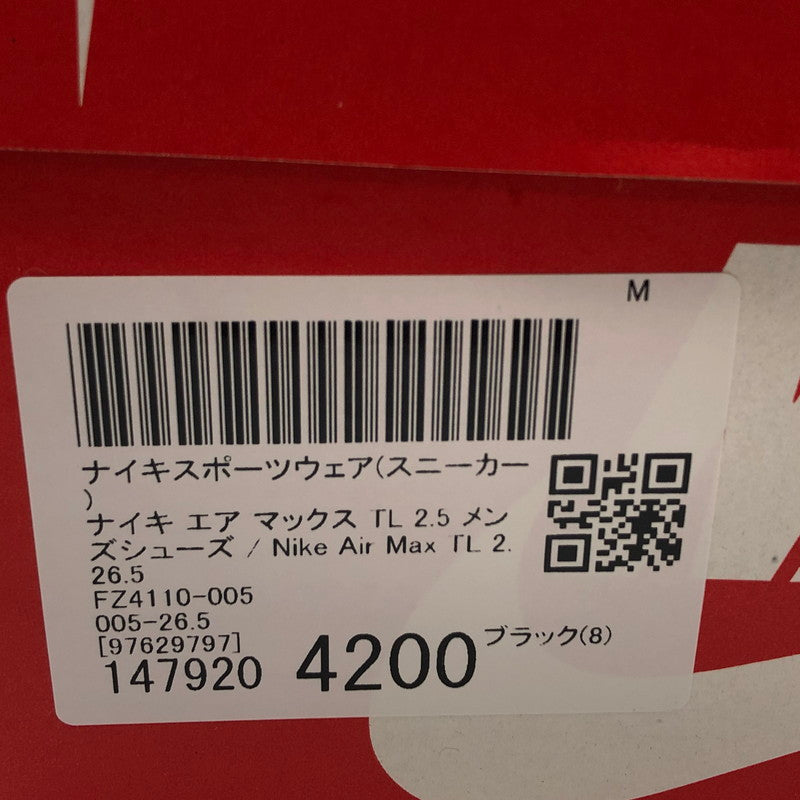 M
ナイキスポーツウェア(スニーカー
)
ナイキ エア マックス TL 2.5 メン
ズシューズ / Nike Air Max TL 2.
26.5
FZ4110-005
005-26.5
[97629797]
147920 4200 ブラック(8)